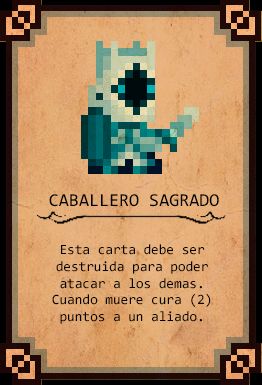 CABALLERO SAGRADO
Esta carta debe ser
destruida para poder
atacar a los demas.
Cuando muere cura (2)
puntos a un aliado.